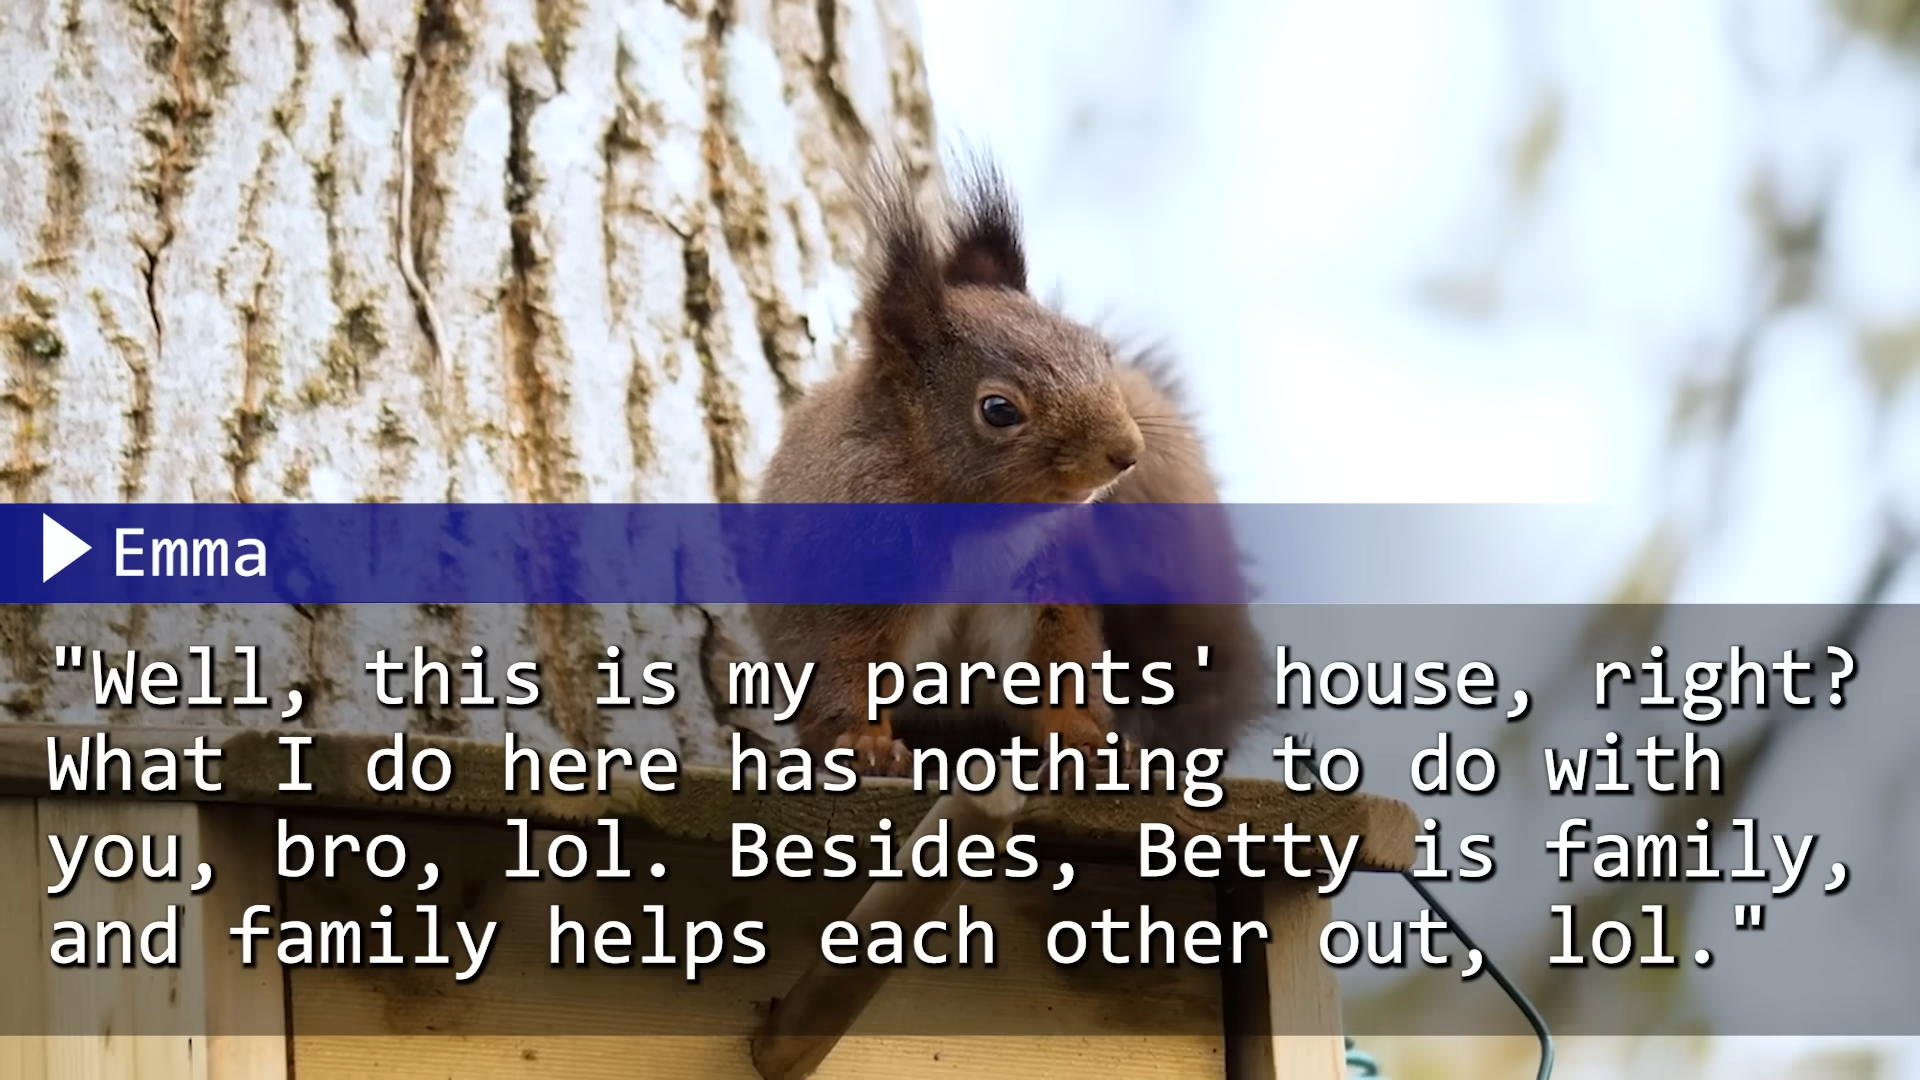 Emma
"Well, this is my parents' house, right?
What I do here has nothing to do with
you, bro, lol. Besides, Betty is family,
and family helps each other out, lol."